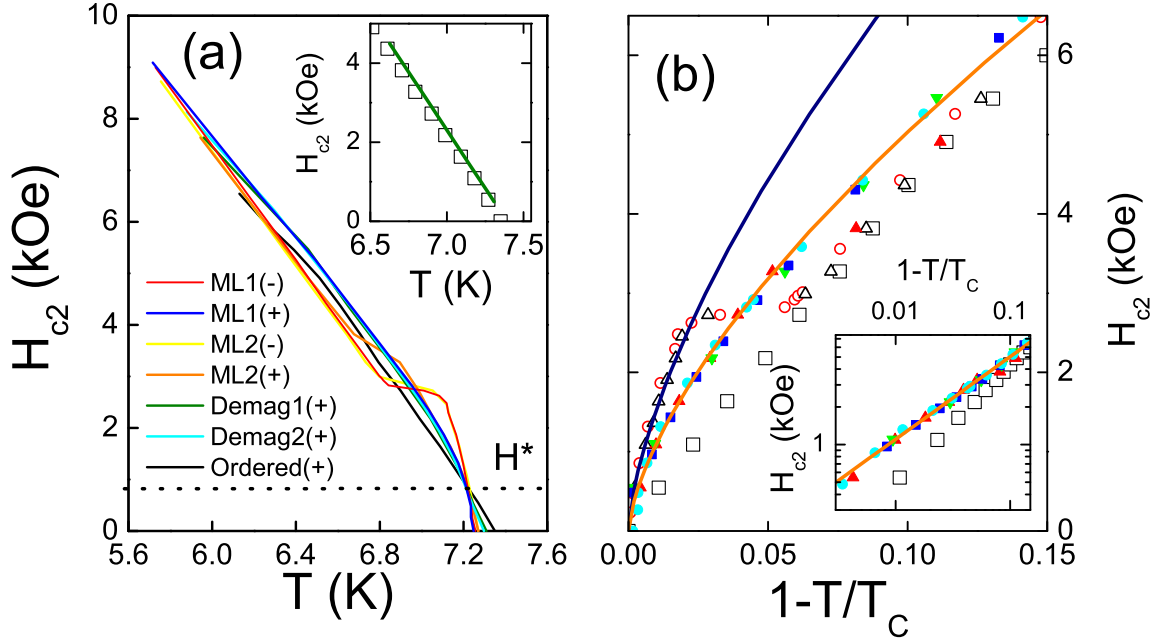 (a)
H_c2 (kOe)
10
8
6
4
2
0
5.6 6.0 6.4 6.8 7.2 7.6
T (K)
ML1(-)
ML1(+)
ML2(-)
ML2(+)
Demag1(+)
Demag2(+)
Ordered(+)
H*
H_c2 (kOe)
4
2
0
6.5 7.0 7.5
T (K)
(b)
6
4
2
0
H_c2 (kOe)
0.00 0.05 0.10 0.15
1-T/T_C
1-T/T_C
0.01 0.1
H_c2 (kOe)
1